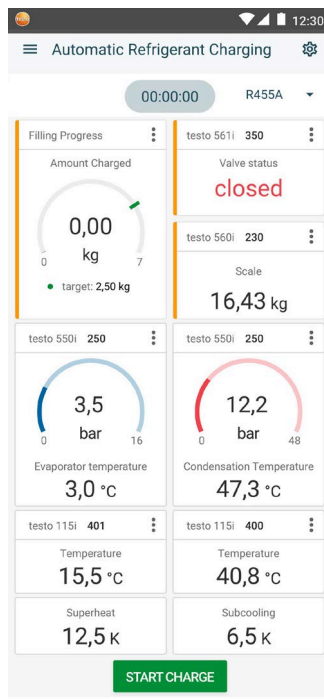 12:30
Automatic Refrigerant Charging
00:00:00
R455A
Filling Progress
Amount Charged
0,00
kg
0
7
target: 2,50 kg
testo 561i 350
Valve status
closed
testo 560i 230
Scale
16,43 kg
testo 550i 250
3,5
bar
0
16
Evaporator temperature
3,0 °C
testo 550i 250
12,2
bar
0
48
Condensation Temperature
47,3 °C
testo 115i 401
Temperature
15,5 °C
testo 115i 400
Temperature
40,8 °C
Superheat
12,5 K
Subcooling
6,5 K
START CHARGE